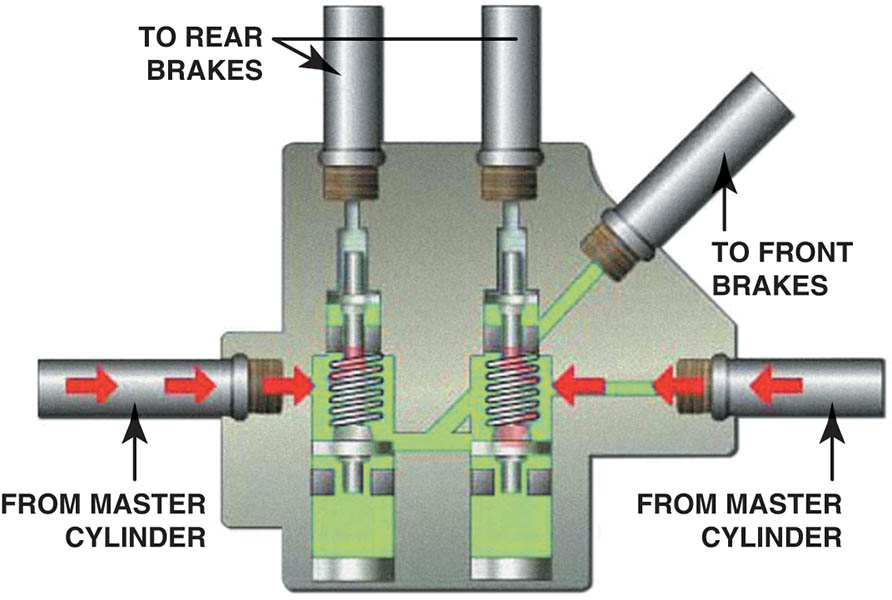 TO REAR
BRAKES
TO FRONT
BRAKES
FROM MASTER
CYLINDER
FROM MASTER
CYLINDER